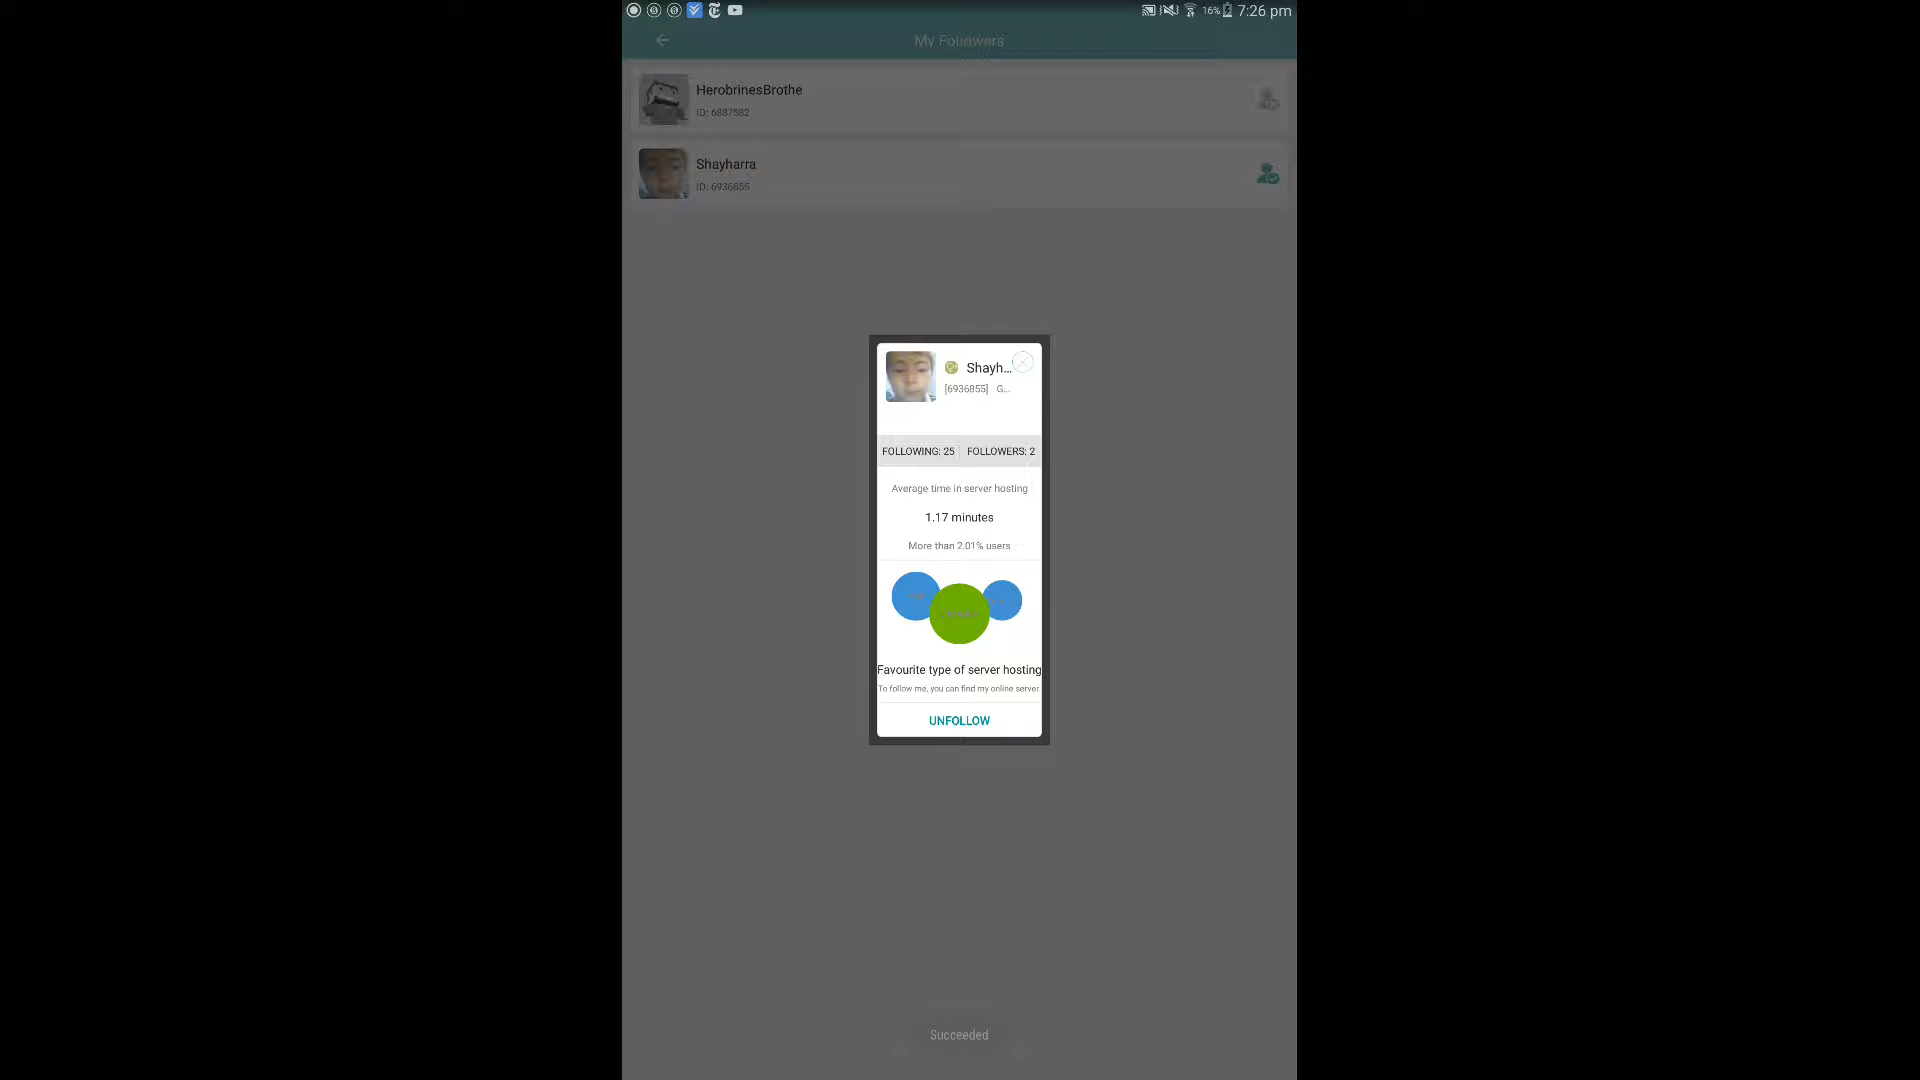 16% 7:26 pm
My Followers
HerobrinesBrothe
ID: 6887582
Shayharra
ID: 6936855
Shayh...
[6936855] G...
FOLLOWING: 25 FOLLOWERS: 2
Average time in server hosting
1.17 minutes
More than 2.01% users
Favourite type of server hosting
To follow me, you can find my online server
UNFOLLOW
Succeeded